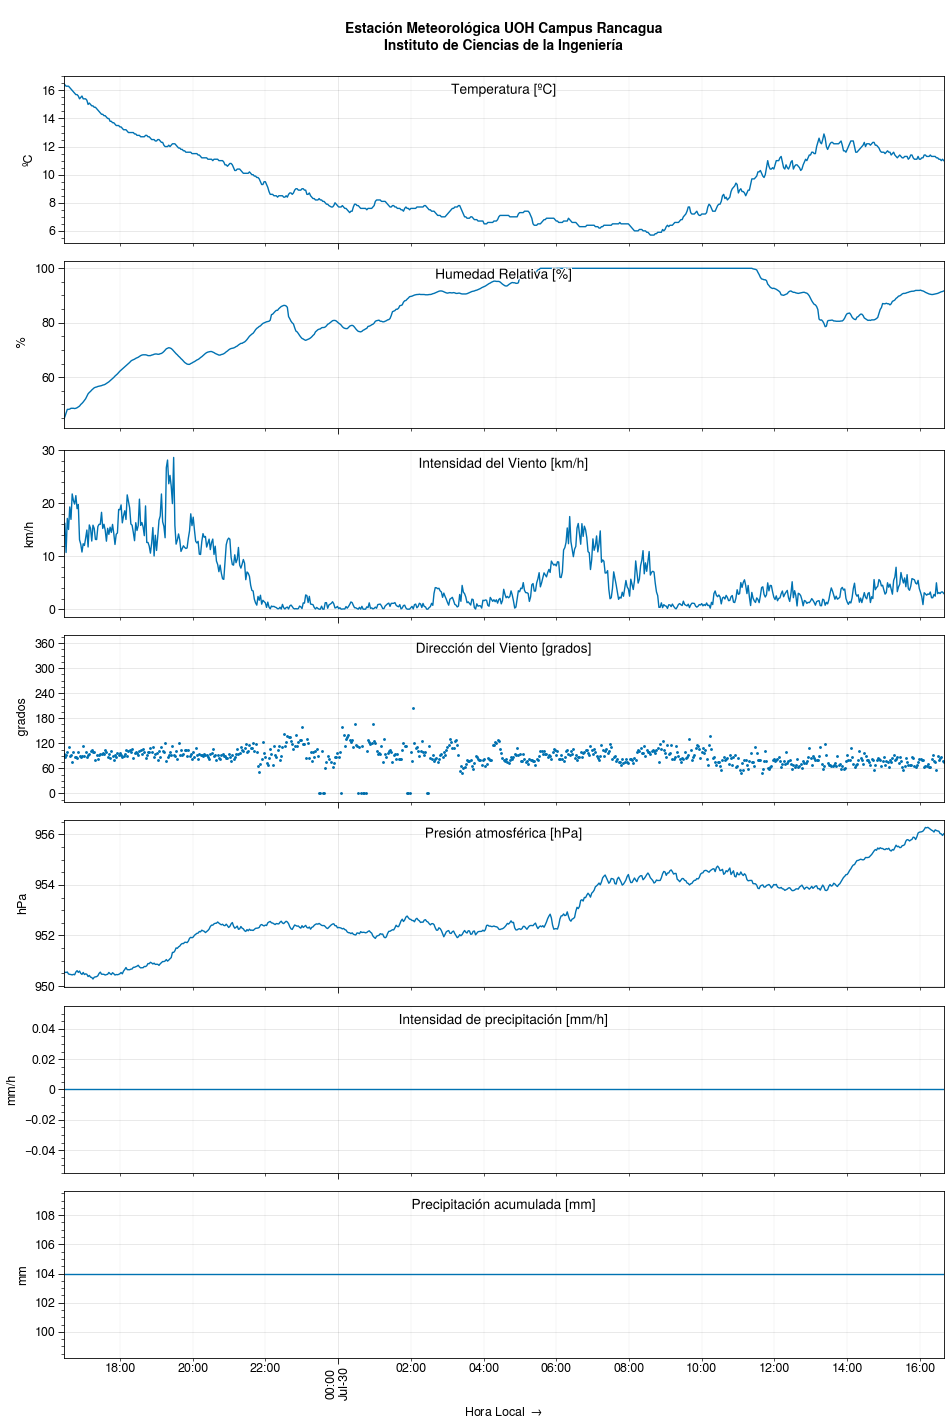 Estación Meteorológica UOH Campus Rancagua
Instituto de Ciencias de la Ingeniería
Temperatura [ºC]
ºC
16
14
12
10
8
6
Humedad Relativa [%]
%
100
80
60
Intensidad del Viento [km/h]
km/h
30
20
10
0
Dirección del Viento [grados]
grados
360
300
240
180
120
60
0
Presión atmosférica [hPa]
hPa
956
954
952
950
Intensidad de precipitación [mm/h]
mm/h
0.04
0.02
0
−0.02
−0.04
Precipitación acumulada [mm]
mm
108
106
104
102
100
18:00 20:00 22:00 00:00 02:00 04:00 06:00 08:00 10:00 12:00 14:00 16:00
Jul-30
Hora Local →